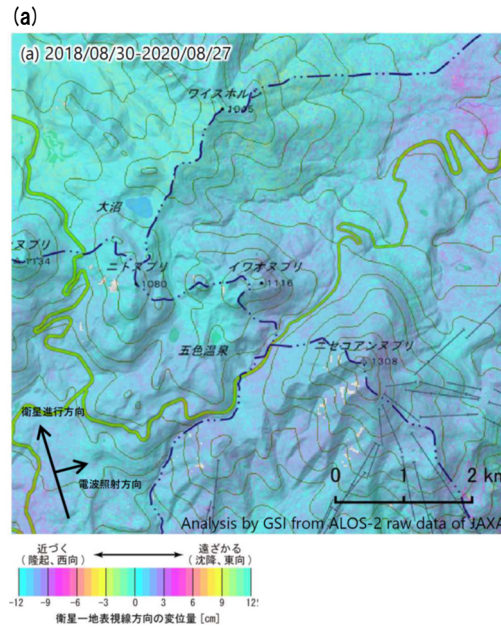 (a)
(a) 2018/08/30-2020/08/27
ワイスホルン
大沼
ヌプリ
1134
ニトヌプリ
1080
イワオヌプリ
1116
五色温泉
ニセコアンヌプリ
1308
衛星進行方向
電波照射方向
0 1 2 km
Analysis by GSI from ALOS-2 raw data of JAXA
近づく
(隆起、西向)
遠ざかる
(沈降、東向)
-12 -9 -6 -3 0 3 6 9 12
衛星―地表視線方向の変位量 [cm]